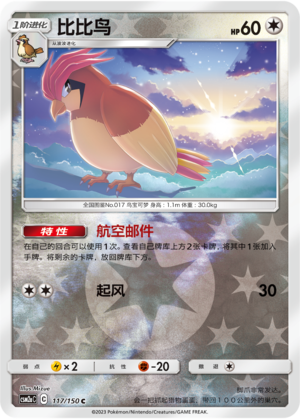 1阶进化
比比鸟
HP60
从波波进化
全国图鉴No.017 鸟宝可梦 身高：1.1m 体重：30.0kg
特性 航空邮件
在自己的回合可以使用1次。查看自己牌库上方2张卡牌，将其中1张加入
手牌。将剩余的卡牌，放回牌库下方。
起风 30
弱点 ×2 抗性 -20 撤退
Illus.Mizue
CSM2aC C 117/150 C
©2023 Pokémon/Nintendo/Creatures/GAME FREAK.